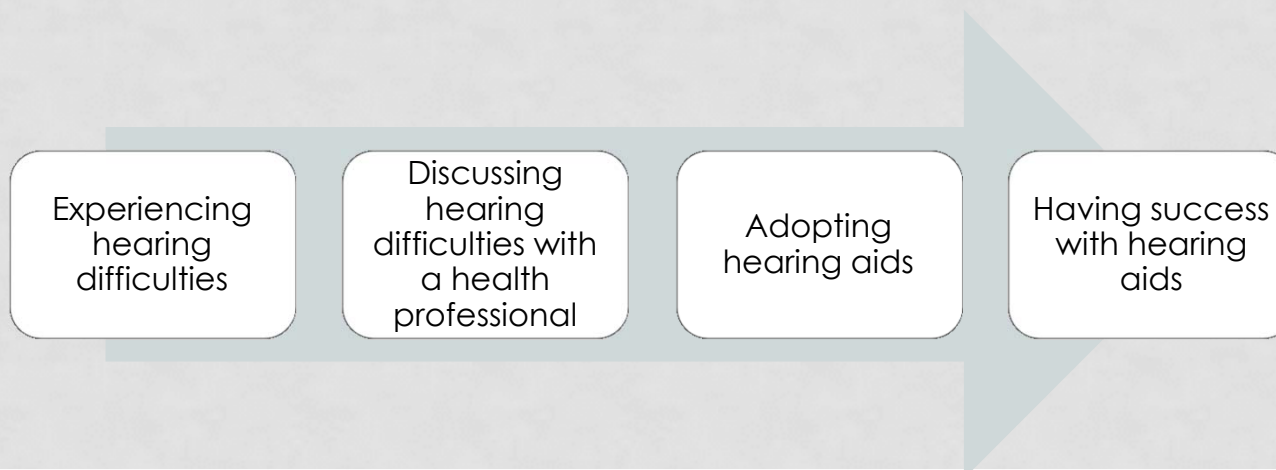 Experiencing
hearing
difficulties
Discussing
hearing
difficulties with
a health
professional
Adopting
hearing aids
Having success
with hearing
aids